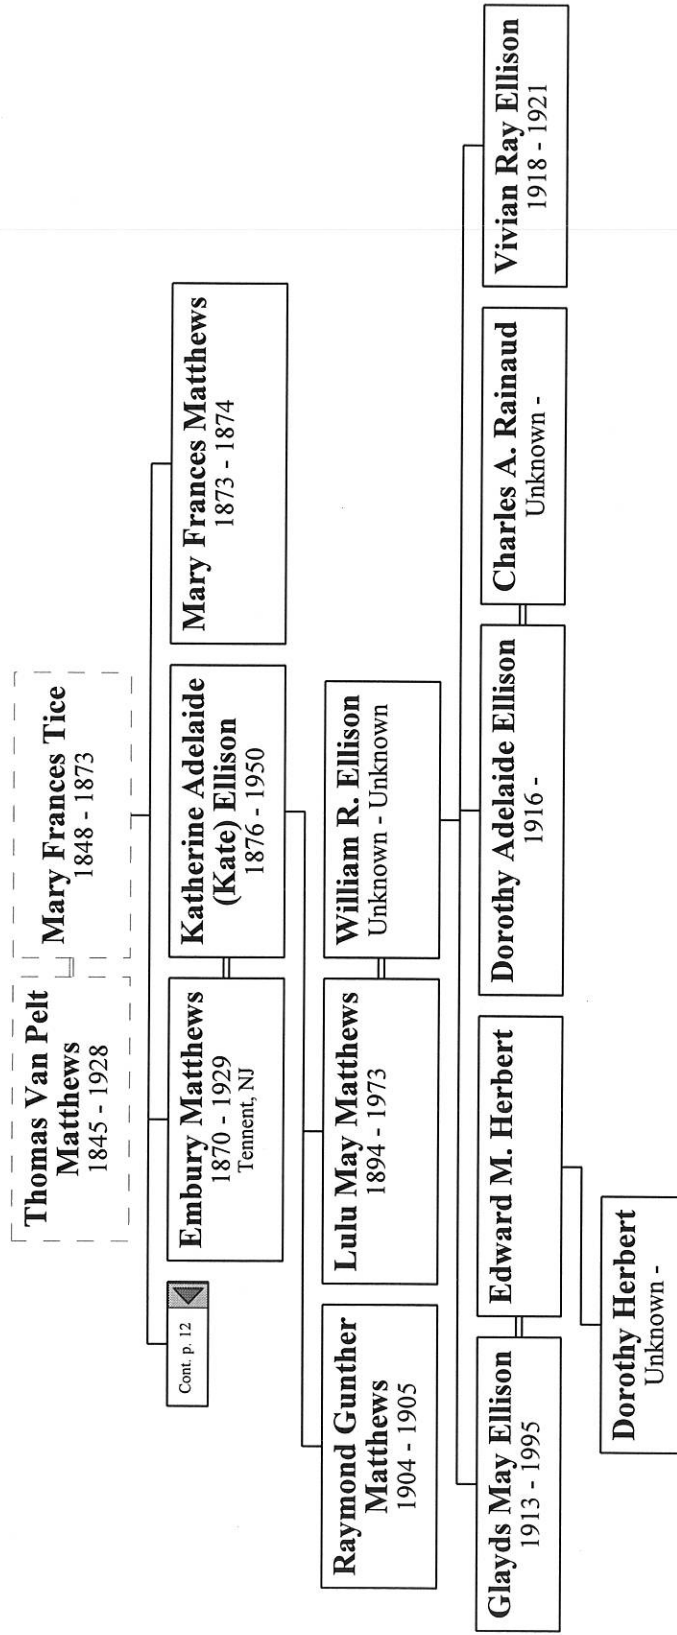 Thomas Van Pelt
Matthews
1845 - 1928
Mary Frances Tice
1848 - 1873
Cont. p. 12
Embury Matthews
1870 - 1929
Tennent, NJ
Katherine Adelaide
(Kate) Ellison
1876 - 1950
Mary Frances Matthews
1873 - 1874
Raymond Gunther
Matthews
1904 - 1905
Lulu May Matthews
1894 - 1973
William R. Ellison
Unknown - Unknown
Glayds May Ellison
1913 - 1995
Edward M. Herbert
Dorothy Adelaide Ellison
1916 -
Charles A. Rainaud
Unknown -
Vivian Ray Ellison
1918 - 1921
Dorothy Herbert
Unknown -